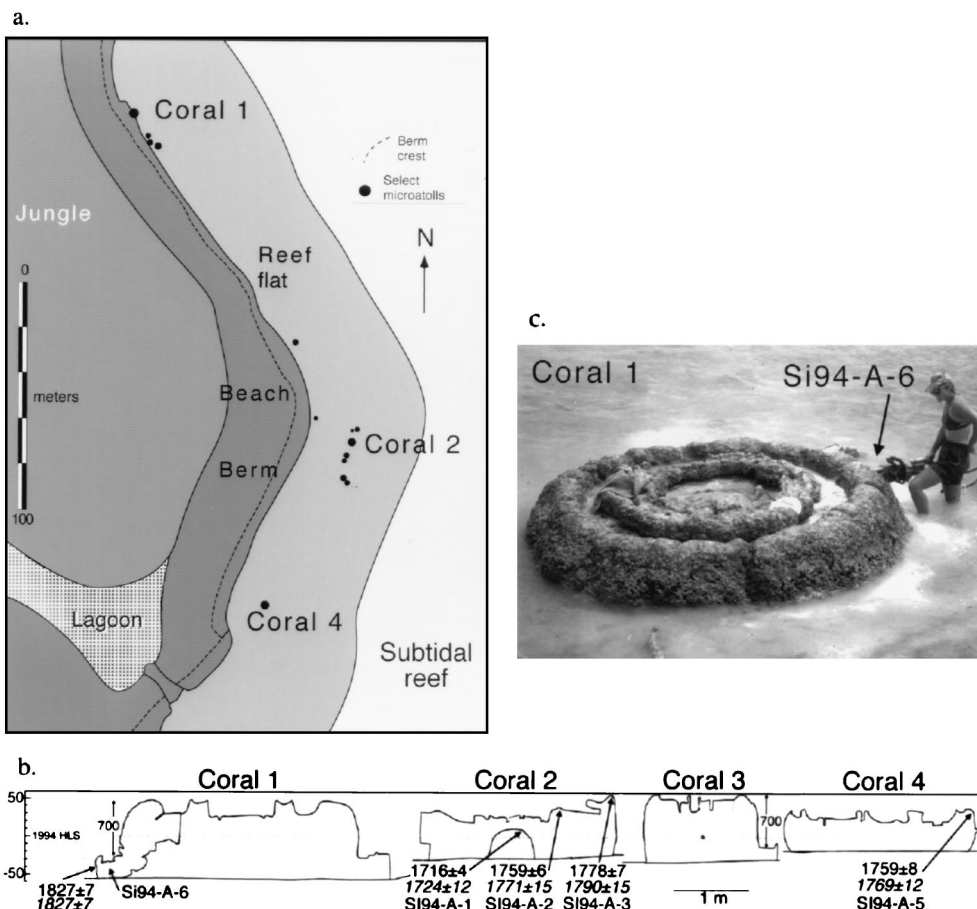 a.
Coral 1
Berm
crest
Select
microatolls
Jungle
N
0
Reef
flat
meters
Beach
Coral 2
Berm
100
Lagoon
Coral 4
Subtidal
reef
c.
Coral 1
Si94-A-6
b.
Coral 1
Coral 2
Coral 3
Coral 4
50
700
1994 HLS
-50
1827±7
1827±7
Si94-A-6
1716±4
1724±12
SI94-A-1
1759±6
1771±15
SI94-A-2
1778±7
1790±15
SI94-A-3
700
1 m
1759±8
1769±12
SI94-A-5